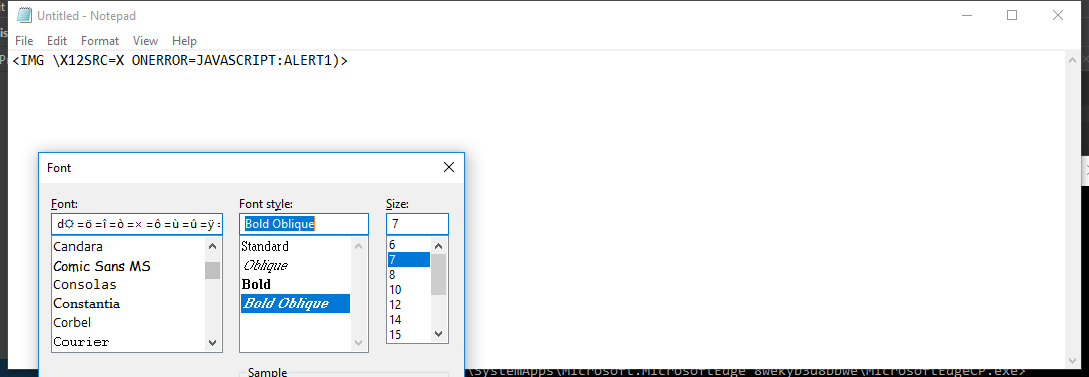 Untitled - Notepad
File Edit Format View Help
<IMG \X12SRC=X ONERROR=JAVASCRIPT:ALERT1)>
Font
Font: Font style: Size:
d☼ =ö =î =ò =× =ô =ù =û =ÿ = Bold Oblique 7
Candara Standard 6
Comic Sans MS Oblique 7
Consolas Bold 8
Constantia Bold Oblique 10
Corbel 12
Courier 14
15
Sample
\SystemApps\Microsoft.MicrosoftEdge_8wekyb3d8bbwe\MicrosoftEdgeCP.exe>